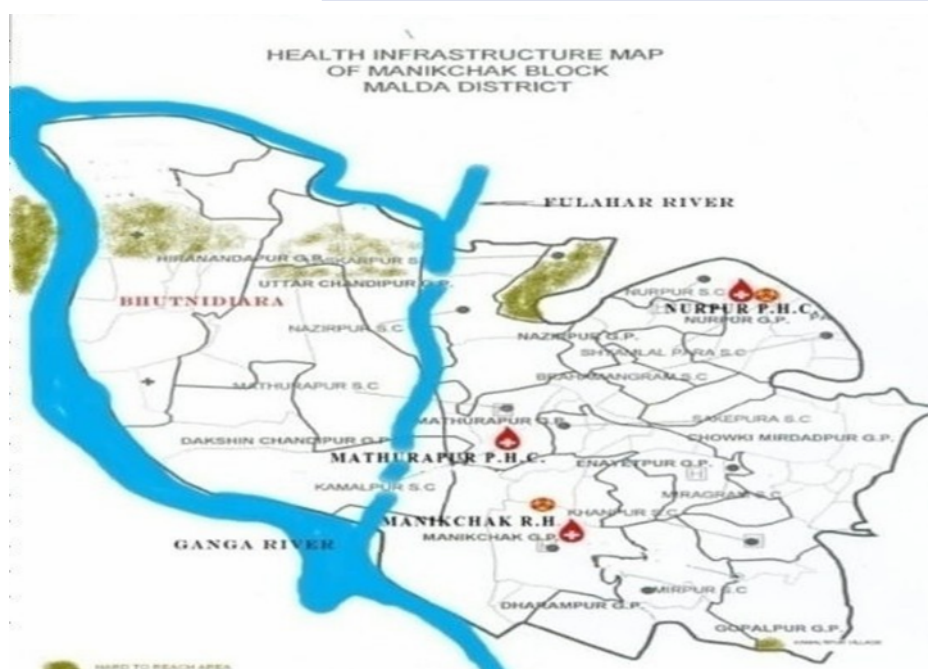 HEALTH INFRASTRUCTURE MAP
OF MANIKCHAK BLOCK
MALDA DISTRICT
FULAHAR RIVER
HIRANANDAPUR G.P.
UTTAR CHANDIPUR G.P.
BHUTNIDIARA
NURPUR S.C
NURPUR P.H.C.
NURPUR G.P.
NAZIRPUR S.C
NAZIRPUR G.P.
SHYAMLAL PARA S.C
BRAHAMANGRAM S.C
MATHURAPUR S.C
MATHURAPUR G.P.
SAKEPURA S.C
DAKSHIN CHANDIPUR G.P.
CHOWKI MIRDADPUR G.P.
MATHURAPUR P.H.C.
ENAYETPUR G.P.
H
KAMALPUR S.C
MIRAGRAM S.C
KHANPUR S.C
MANIKCHAK R.H
MANIKCHAK G.P.
GANGA RIVER
MIRPUR S.C
DHARAMPUR G.P.
GOPALPUR G.P.
HARD TO REACH AREA